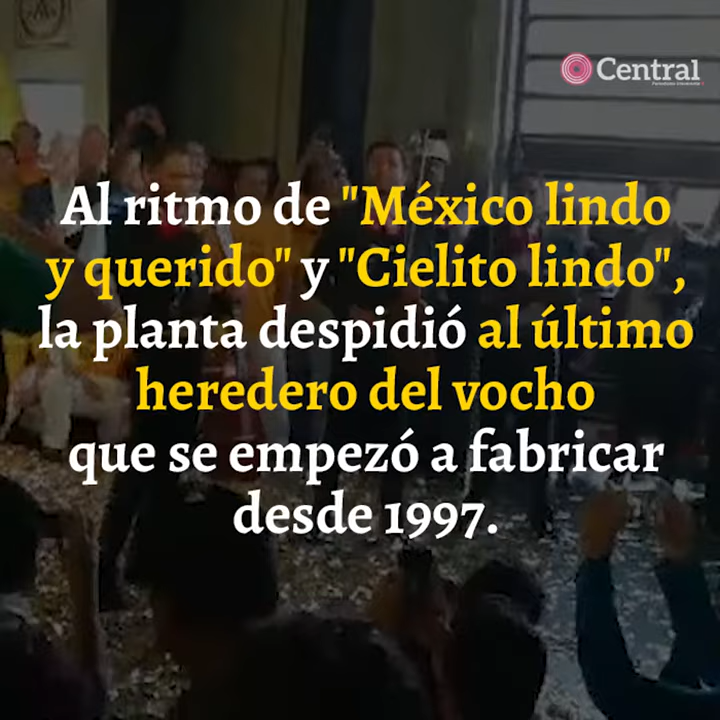 Central
Al ritmo de "México lindo
y querido" y "Cielito lindo",
la planta despidió al último
heredero del vocho
que se empezó a fabricar
desde 1997.